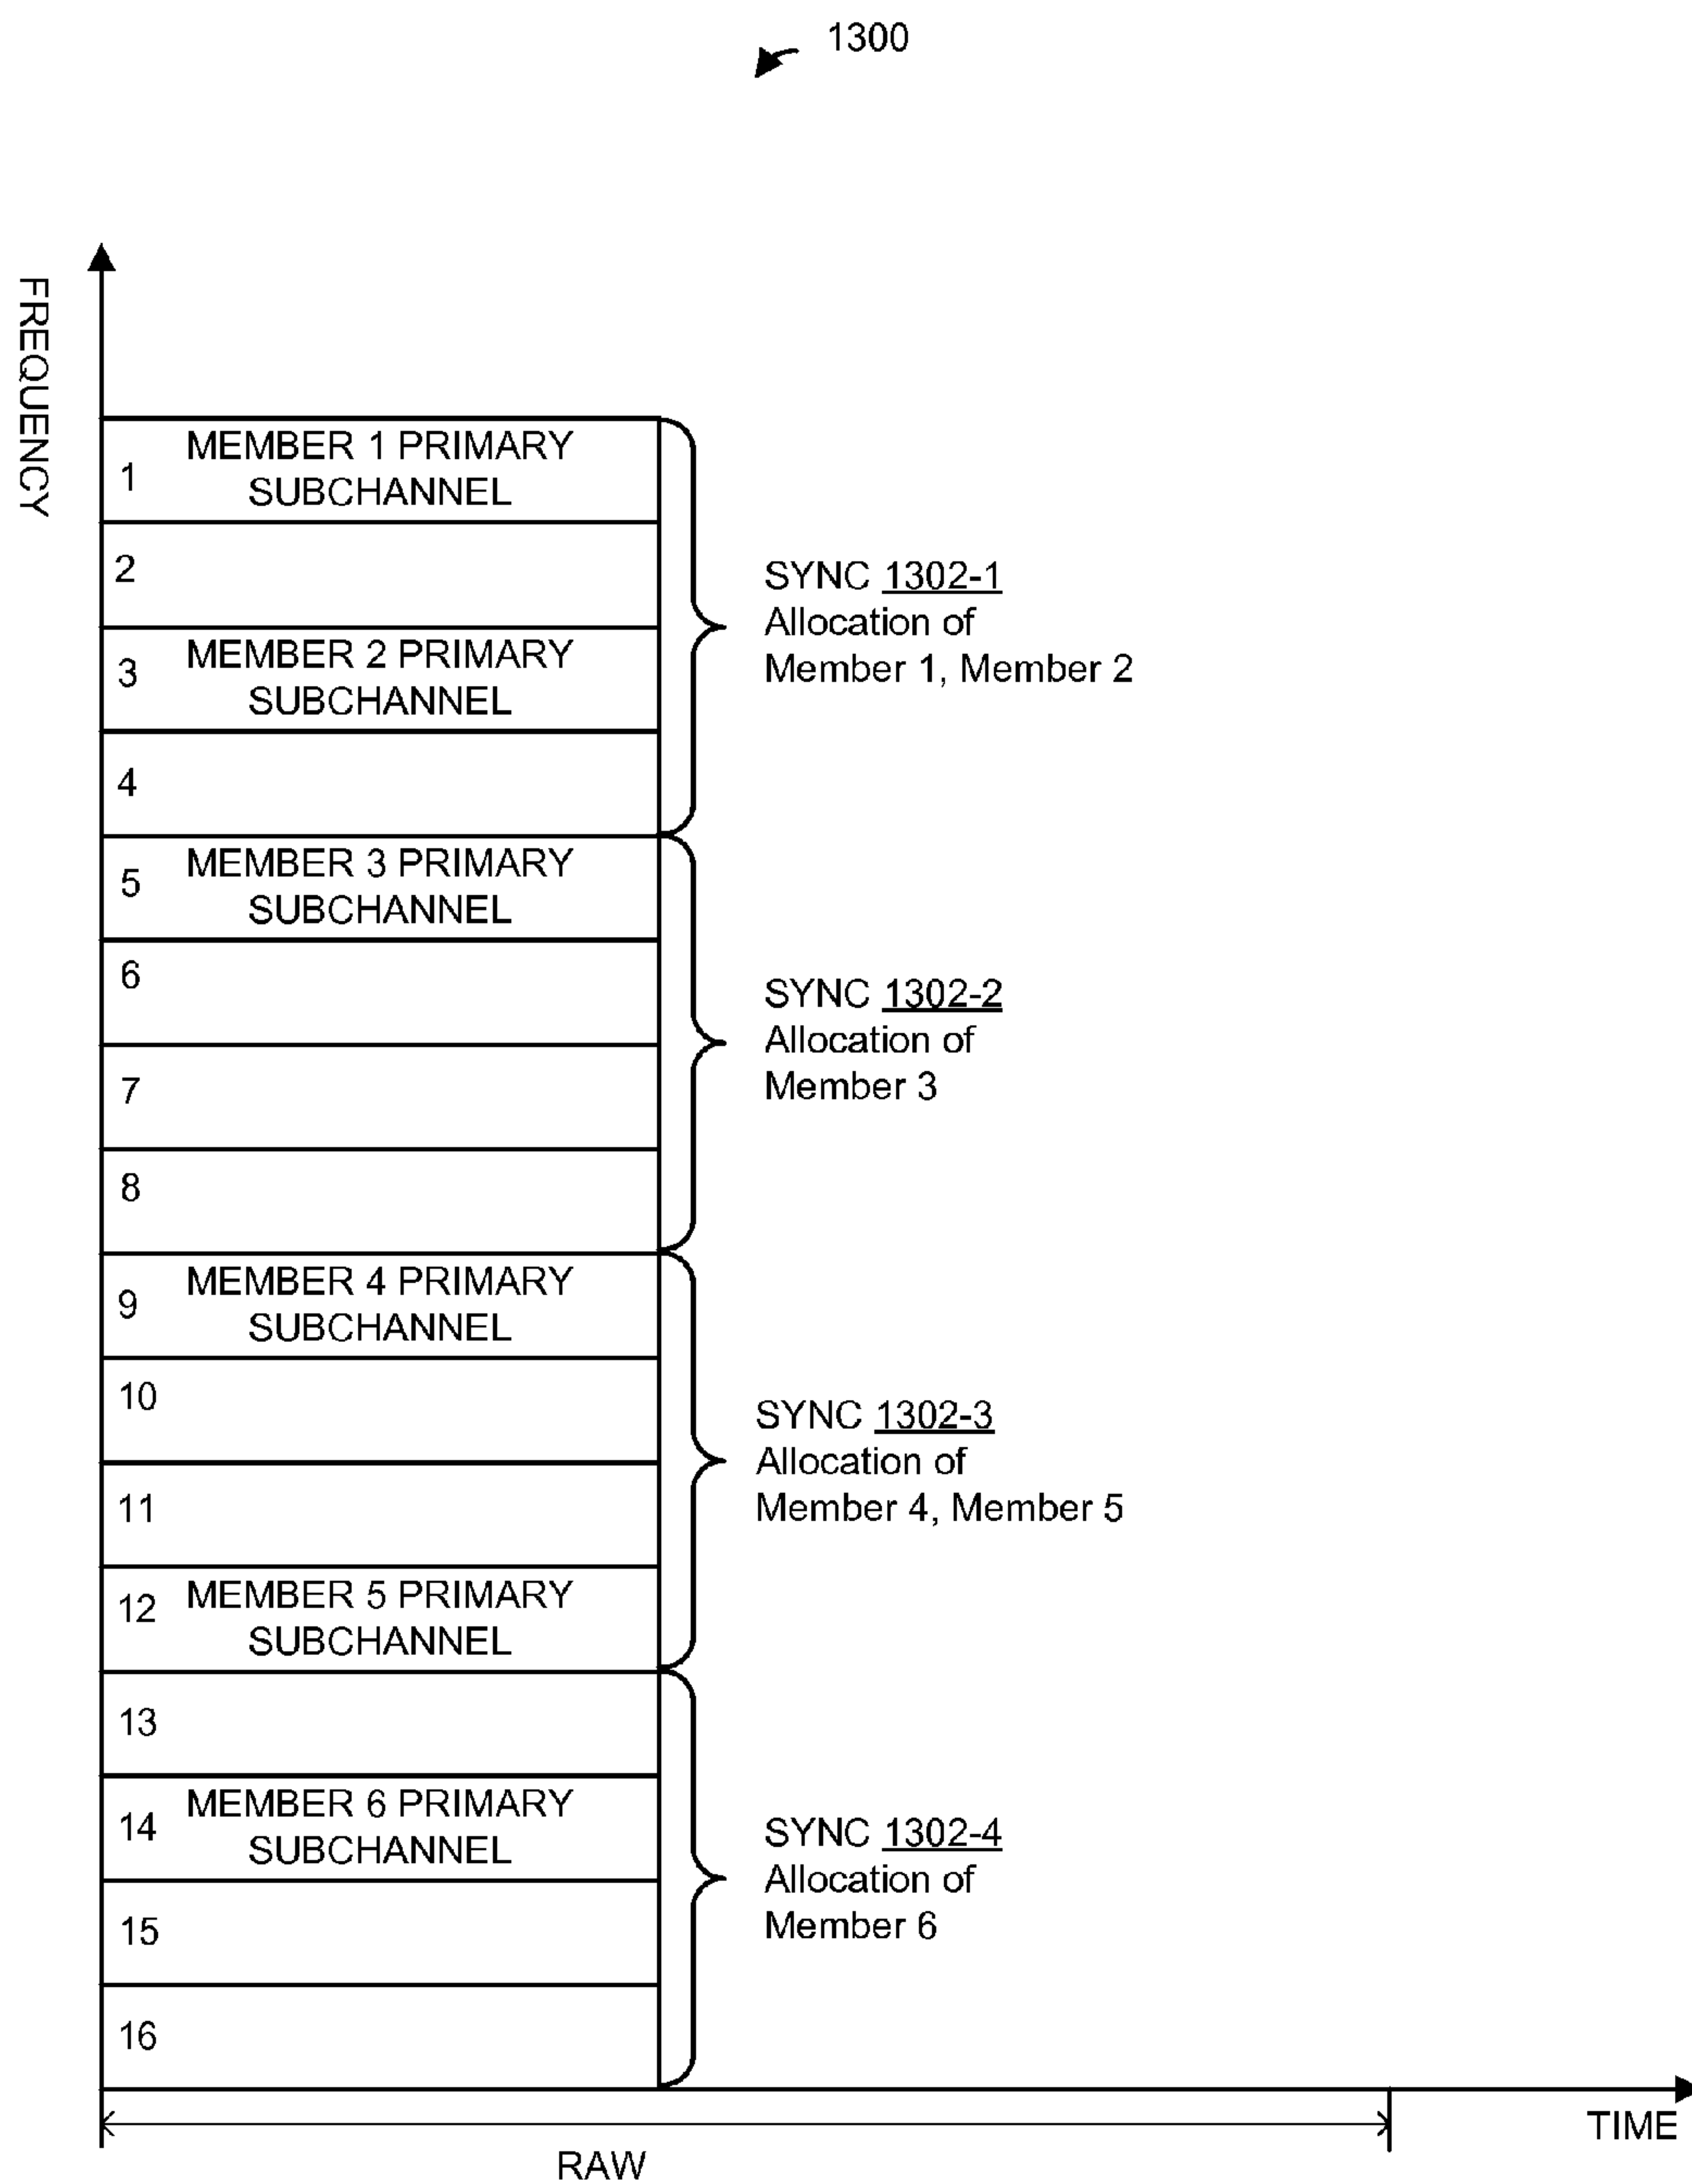 1300
FREQUENCY
1 MEMBER 1 PRIMARY
SUBCHANNEL
2
SYNC 1302-1
Allocation of
Member 1, Member 2
3 MEMBER 2 PRIMARY
SUBCHANNEL
4
5 MEMBER 3 PRIMARY
SUBCHANNEL
6
SYNC 1302-2
Allocation of
Member 3
7
8
9 MEMBER 4 PRIMARY
SUBCHANNEL
10
SYNC 1302-3
Allocation of
Member 4, Member 5
11
12 MEMBER 5 PRIMARY
SUBCHANNEL
13
14 MEMBER 6 PRIMARY
SUBCHANNEL
SYNC 1302-4
Allocation of
Member 6
15
16
TIME
RAW